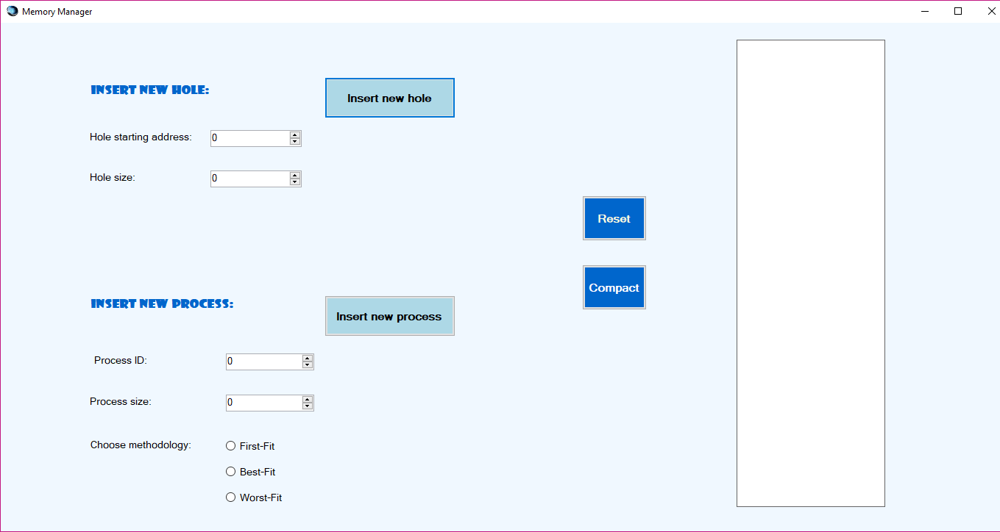 Memory Manager
INSERT NEW HOLE:
Insert new hole
Hole starting address: 0
Hole size: 0
Reset
Compact
INSERT NEW PROCESS:
Insert new process
Process ID: 0
Process size: 0
Choose methodology: First-Fit
Best-Fit
Worst-Fit